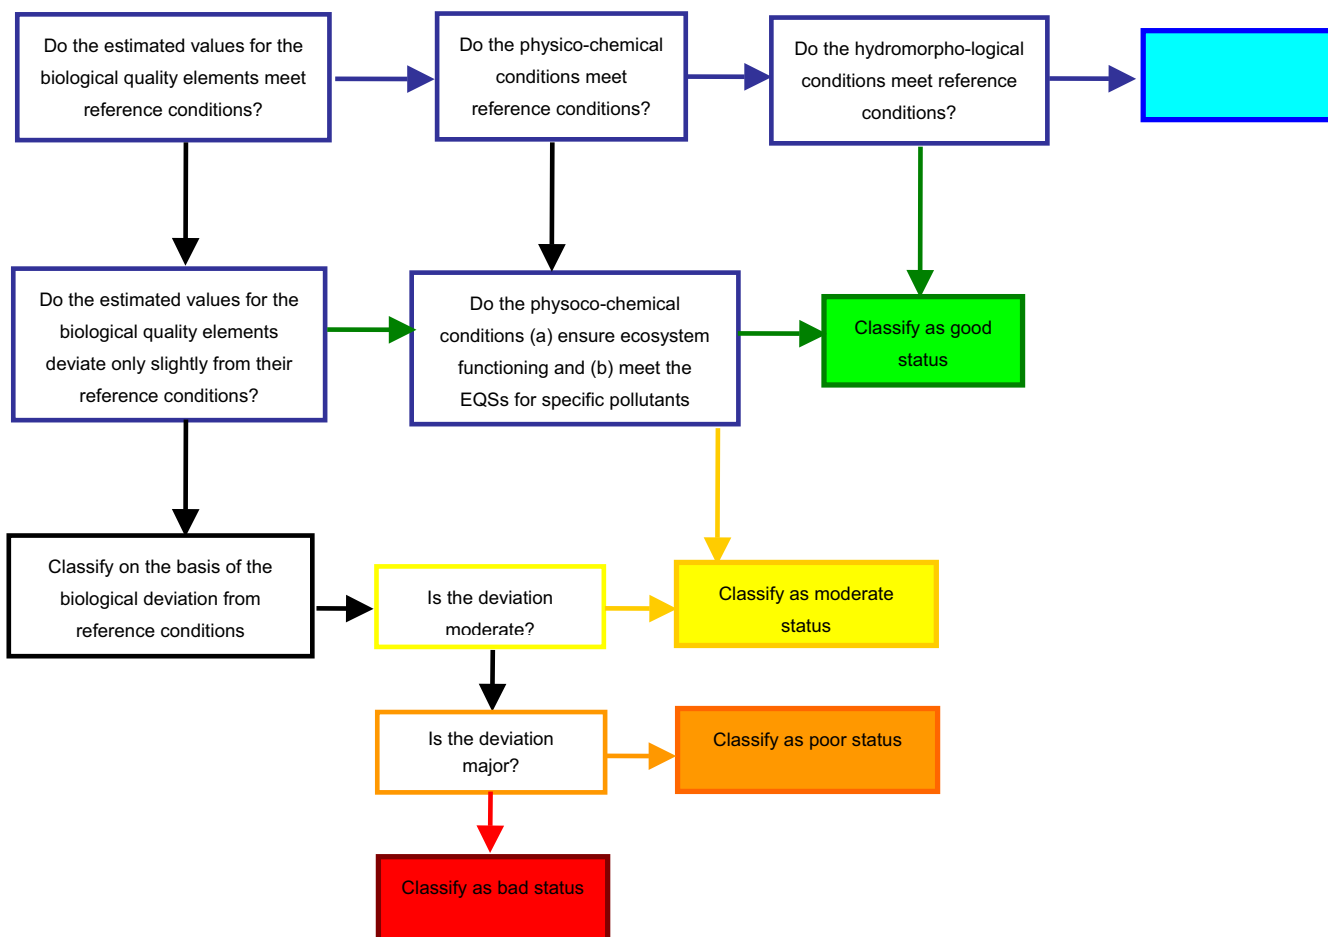 Do the estimated values for the
biological quality elements meet
reference conditions?
Do the physico-chemical
conditions meet
reference conditions?
Do the hydromorpho-logical
conditions meet reference
conditions?
Do the estimated values for the
biological quality elements
deviate only slightly from their
reference conditions?
Do the physoco-chemical
conditions (a) ensure ecosystem
functioning and (b) meet the
EQSs for specific pollutants
Classify as good
status
Classify on the basis of the
biological deviation from
reference conditions
Is the deviation
moderate?
Classify as moderate
status
Is the deviation
major?
Classify as poor status
Classify as bad status